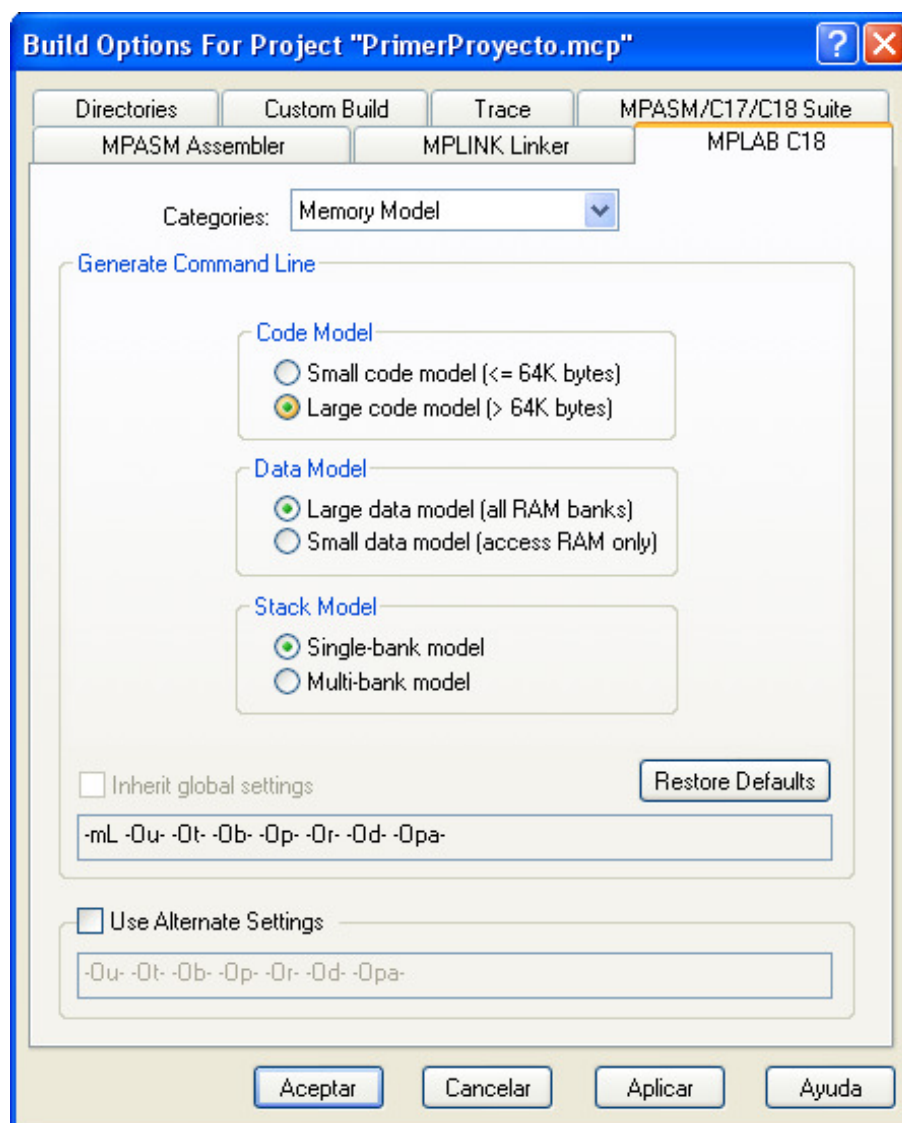 Build Options For Project "PrimerProyecto.mcp"
Directories Custom Build Trace MPASM/C17/C18 Suite
MPASM Assembler MPLINK Linker MPLAB C18
Categories: Memory Model
Generate Command Line
Code Model
Small code model (<= 64K bytes)
Large code model (> 64K bytes)
Data Model
Large data model (all RAM banks)
Small data model (access RAM only)
Stack Model
Single-bank model
Multi-bank model
Inherit global settings Restore Defaults
-mL -Ou- -Ot- -Ob- -Op- -Or- -Od- -Opa-
Use Alternate Settings
-Ou- -Ot- -Ob- -Op- -Or- -Od- -Opa-
Aceptar Cancelar Aplicar Ayuda